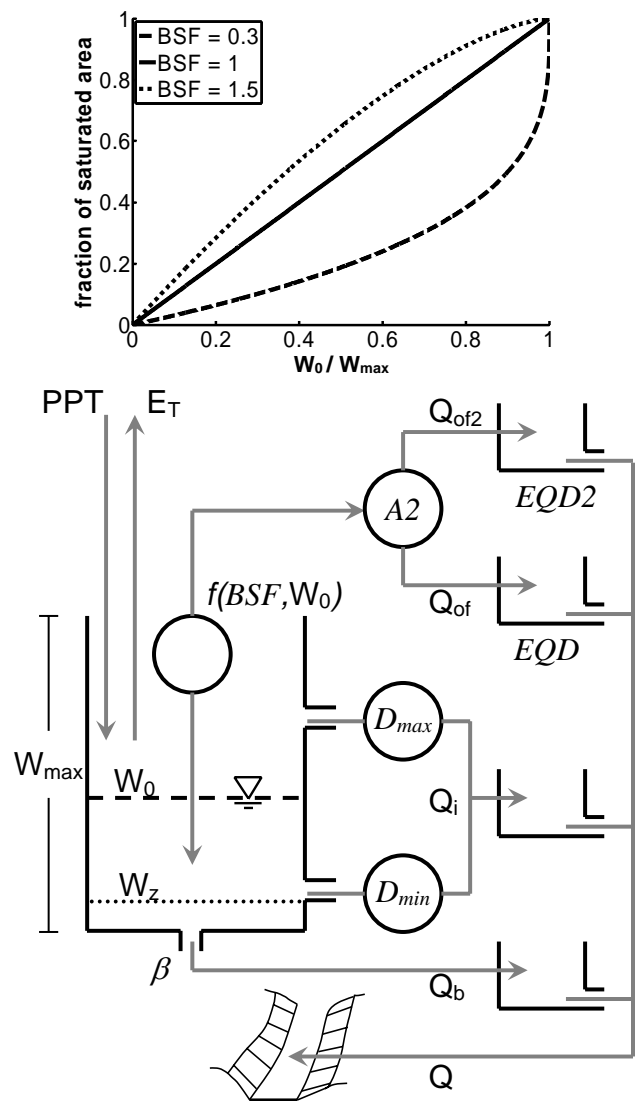 fraction of saturated area
1
0.8
0.6
0.4
0.2
0
BSF = 0.3
BSF = 1
BSF = 1.5
0 0.2 0.4 0.6 0.8 1
W0 / Wmax
PPT ET
Qof2
A2
EQD2
f(BSF,W0)
Qof
EQD
Dmax
Wmax
W0
Qi
Wz
Dmin
β
Qb
Q